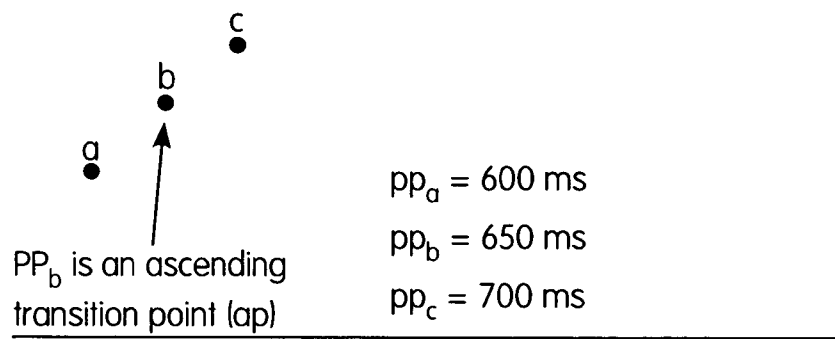 c
b
a
pp_a = 600 ms
pp_b = 650 ms
PP_b is an ascending
transition point (ap)
pp_c = 700 ms